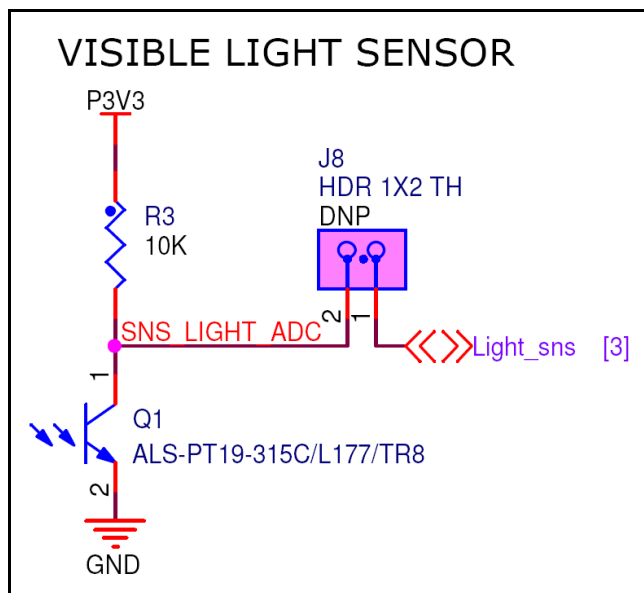 VISIBLE LIGHT SENSOR
P3V3
J8
HDR 1X2 TH
DNP
R3
10K
2
1
SNS_LIGHT_ADC
Light_sns [3]
1
Q1
ALS-PT19-315C/L177/TR8
2
GND